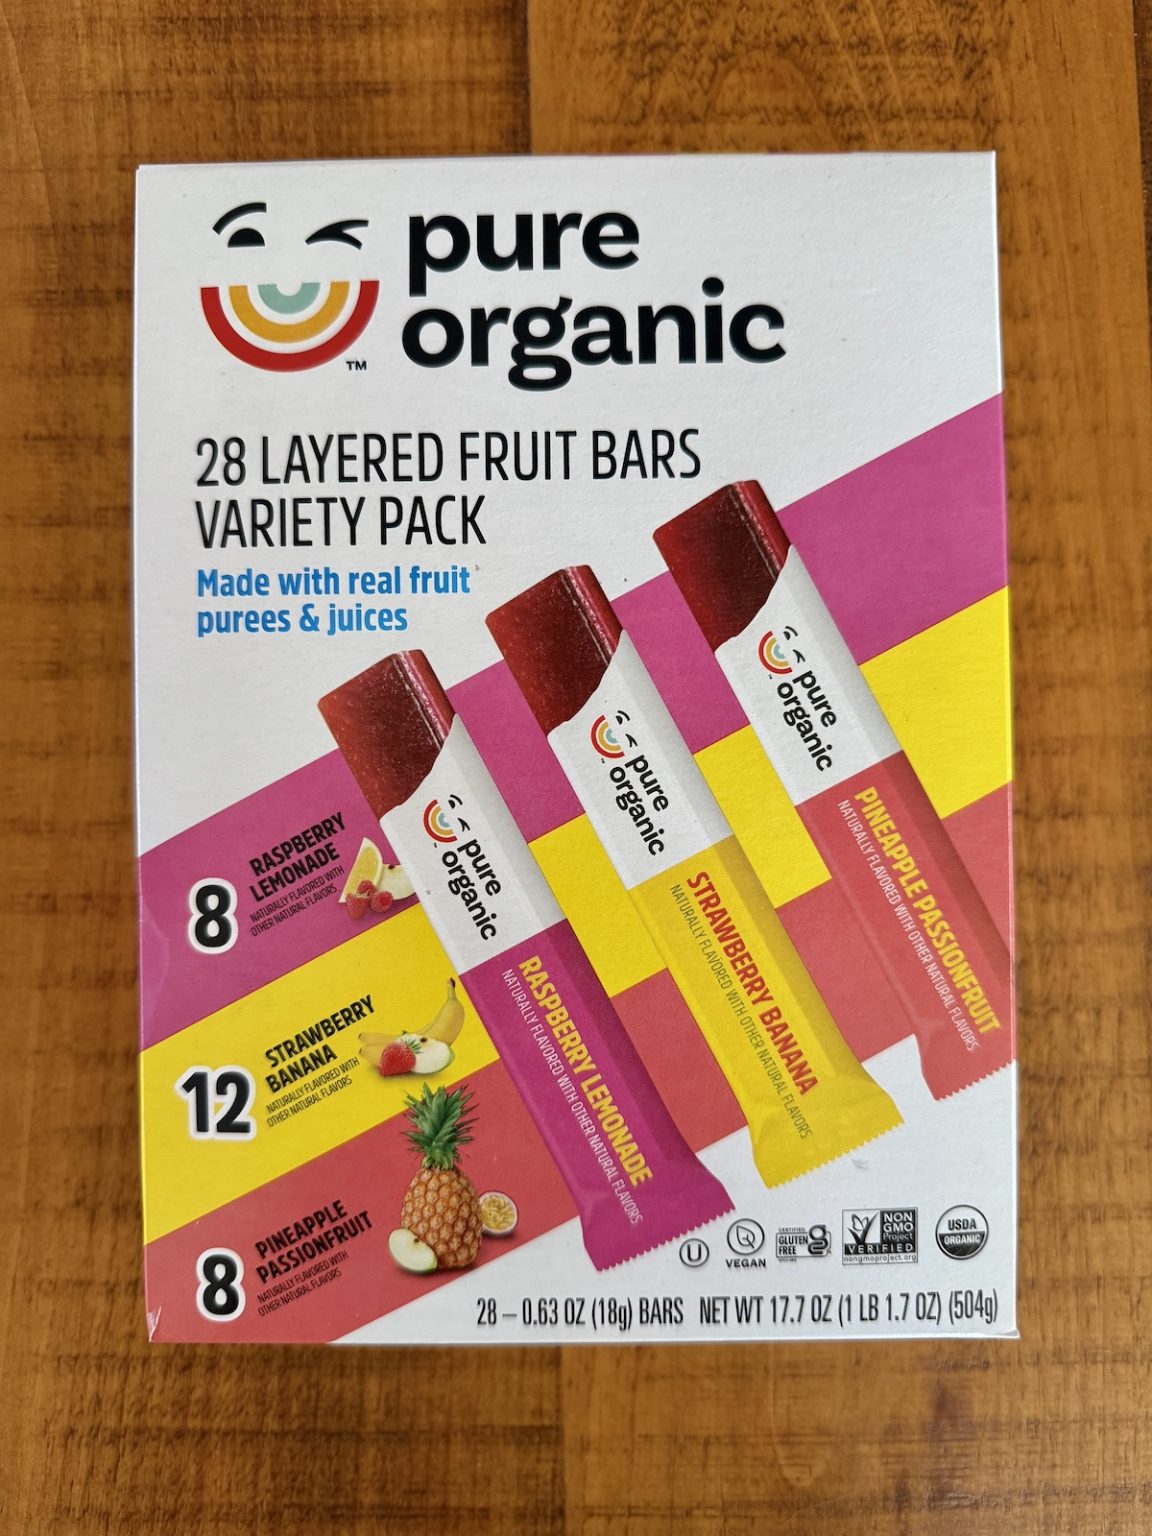 pure
organic
TM
28 LAYERED FRUIT BARS
VARIETY PACK
Made with real fruit
purees & juices
pure
organic
PINEAPPLE PASSIONFRUIT
NATURALLY FLAVORED WITH OTHER NATURAL FLAVORS
pure
organic
STRAWBERRY BANANA
NATURALLY FLAVORED WITH OTHER NATURAL FLAVORS
pure
organic
RASPBERRY LEMONADE
NATURALLY FLAVORED WITH OTHER NATURAL FLAVORS
8
RASPBERRY
LEMONADE
NATURALLY FLAVORED WITH
OTHER NATURAL FLAVORS
12
STRAWBERRY
BANANA
NATURALLY FLAVORED WITH
OTHER NATURAL FLAVORS
8
PINEAPPLE
PASSIONFRUIT
NATURALLY FLAVORED WITH
OTHER NATURAL FLAVORS
U
VEGAN
CERTIFIED
GLUTEN
FREE
NON
GMO
Project
VERIFIED
nongmoproject.org
USDA
ORGANIC
28 – 0.63 OZ (18g) BARS NET WT 17.7 OZ (1 LB 1.7 OZ) (504g)